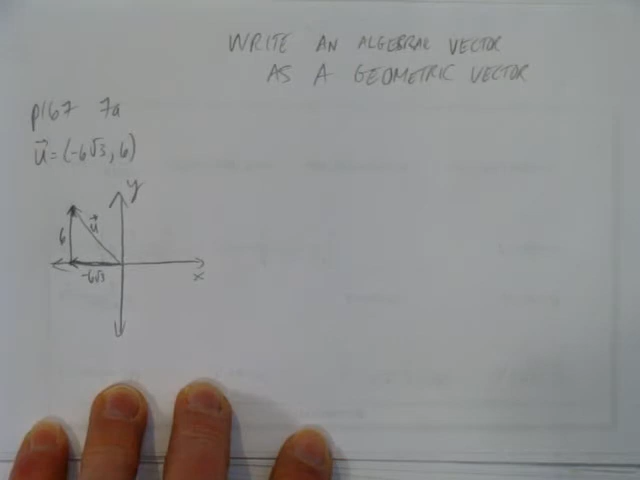 WRITE AN ALGEBRAIC VECTOR
AS A GEOMETRIC VECTOR
p167 7a
u⃗ = (-6√3, 6)
y
u⃗
6
-6√3
x